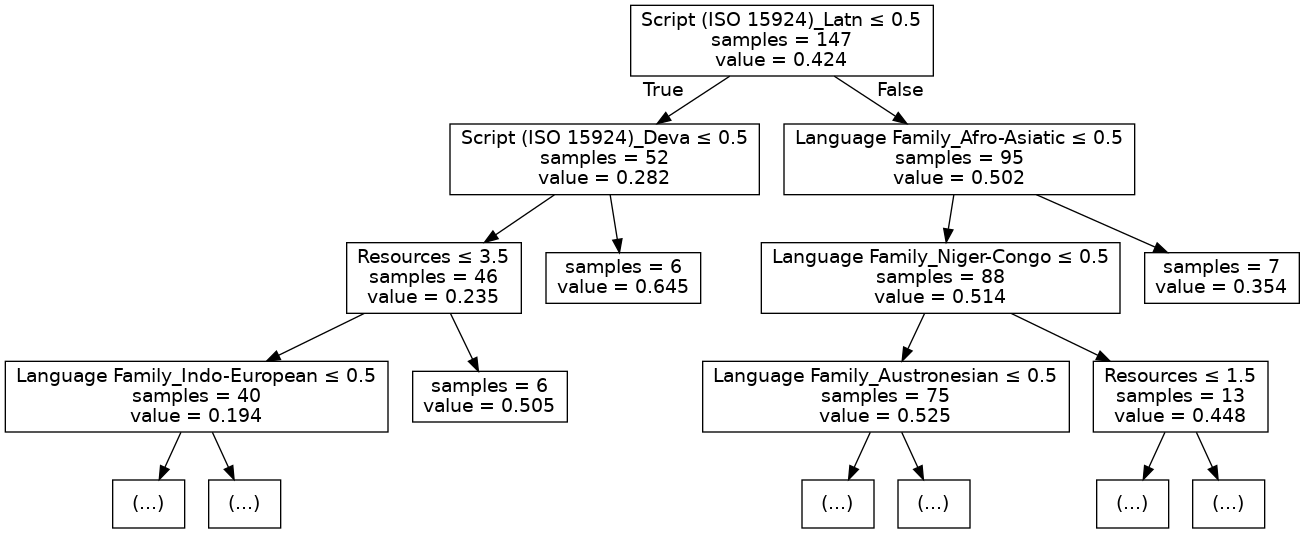 Script (ISO 15924)_Latn ≤ 0.5
samples = 147
value = 0.424
True
False
Script (ISO 15924)_Deva ≤ 0.5
samples = 52
value = 0.282
Language Family_Afro-Asiatic ≤ 0.5
samples = 95
value = 0.502
Resources ≤ 3.5
samples = 46
value = 0.235
samples = 6
value = 0.645
Language Family_Niger-Congo ≤ 0.5
samples = 88
value = 0.514
samples = 7
value = 0.354
Language Family_Indo-European ≤ 0.5
samples = 40
value = 0.194
samples = 6
value = 0.505
Language Family_Austronesian ≤ 0.5
samples = 75
value = 0.525
Resources ≤ 1.5
samples = 13
value = 0.448
(...)
(...)
(...)
(...)
(...)
(...)